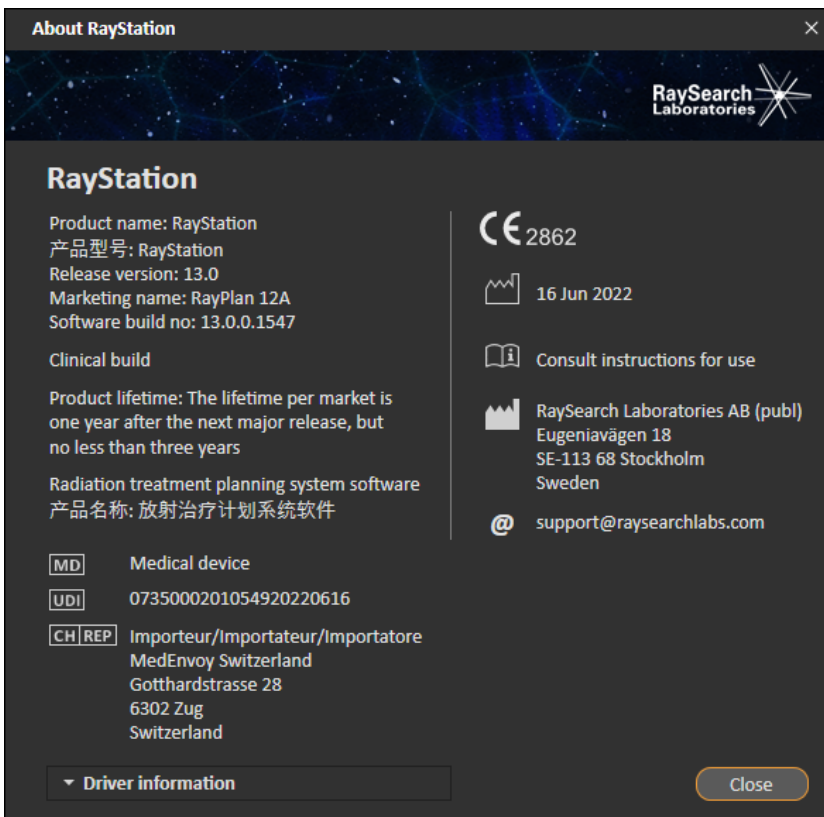 About RayStation
RaySearch
Laboratories
RayStation
Product name: RayStation
产品型号: RayStation
Release version: 13.0
Marketing name: RayPlan 12A
Software build no: 13.0.0.1547
Clinical build
Product lifetime: The lifetime per market is
one year after the next major release, but
no less than three years
Radiation treatment planning system software
产品名称: 放射治疗计划系统软件
CE 2862
16 Jun 2022
Consult instructions for use
RaySearch Laboratories AB (publ)
Eugeniavägen 18
SE-113 68 Stockholm
Sweden
@ support@raysearchlabs.com
MD Medical device
UDI 0735000201054920220616
CH REP Importeur/Importateur/Importatore
MedEnvoy Switzerland
Gotthardstrasse 28
6302 Zug
Switzerland
Driver information
Close